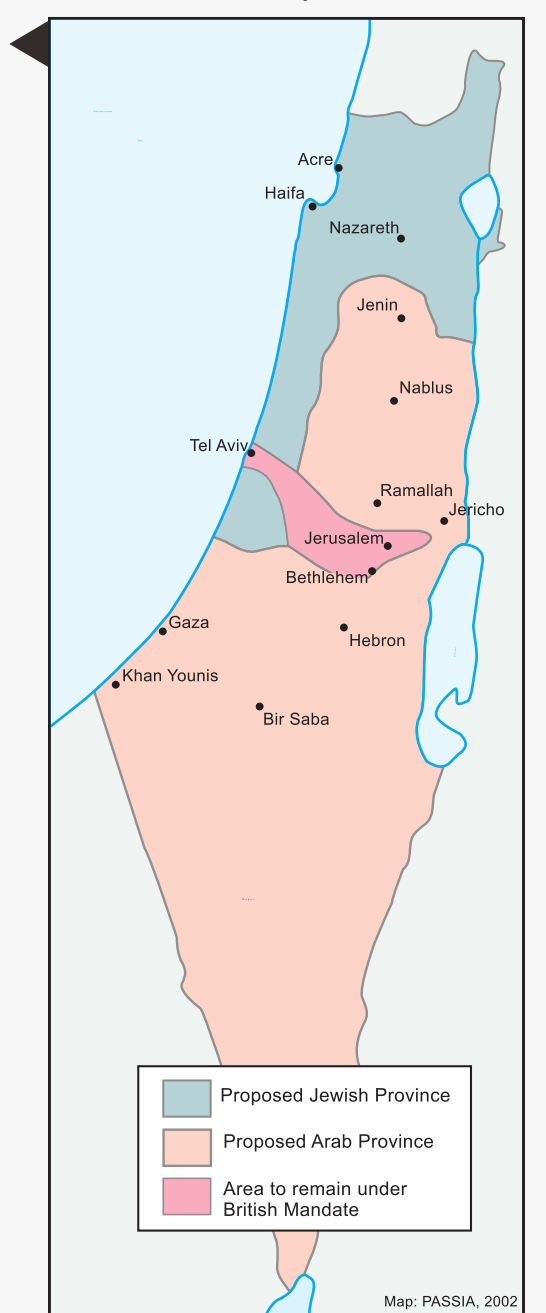 Acre
Haifa
Nazareth
Jenin
Nablus
Tel Aviv
Ramallah
Jericho
Jerusalem
Bethlehem
Gaza
Hebron
Khan Younis
Bir Saba
Proposed Jewish Province
Proposed Arab Province
Area to remain under
British Mandate
Map: PASSIA, 2002